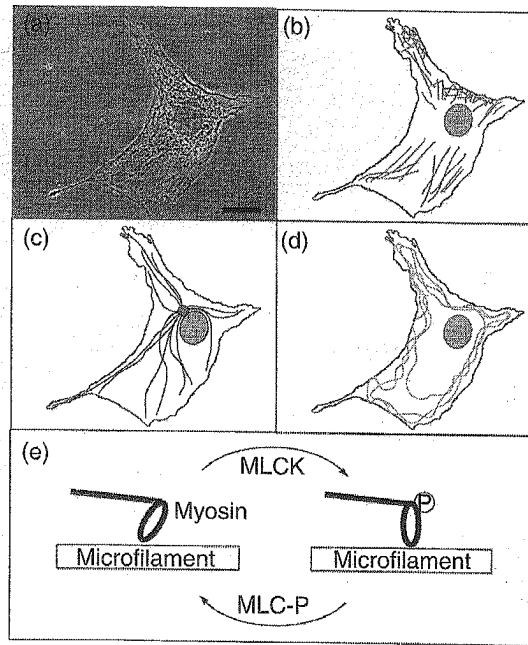 (a)
(b)
(c)
(d)
(e)
MLCK
P
Myosin
Microfilament
Microfilament
MLC-P